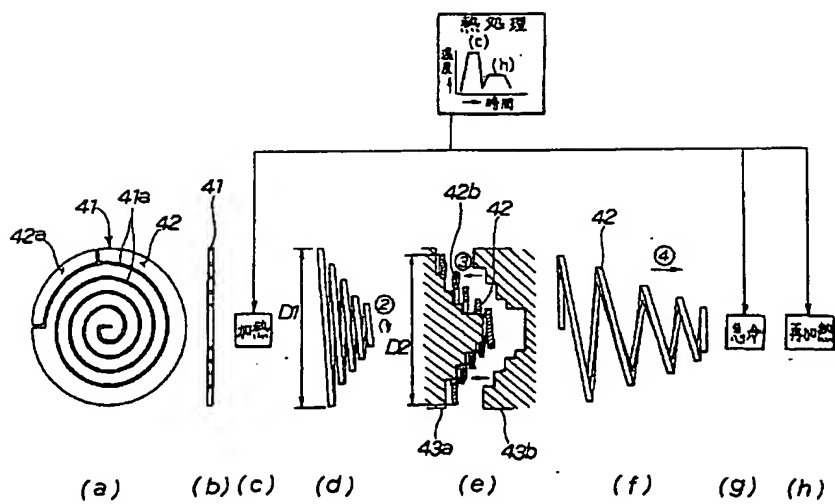 熱処理
(c)
(h)
温度
時間
41
41a
42
42a
41
加熱
D1
②
42b
42
③
D2
43a
43b
42
④
急冷
再加熱
(a)
(b)
(c)
(d)
(e)
(f)
(g)
(h)